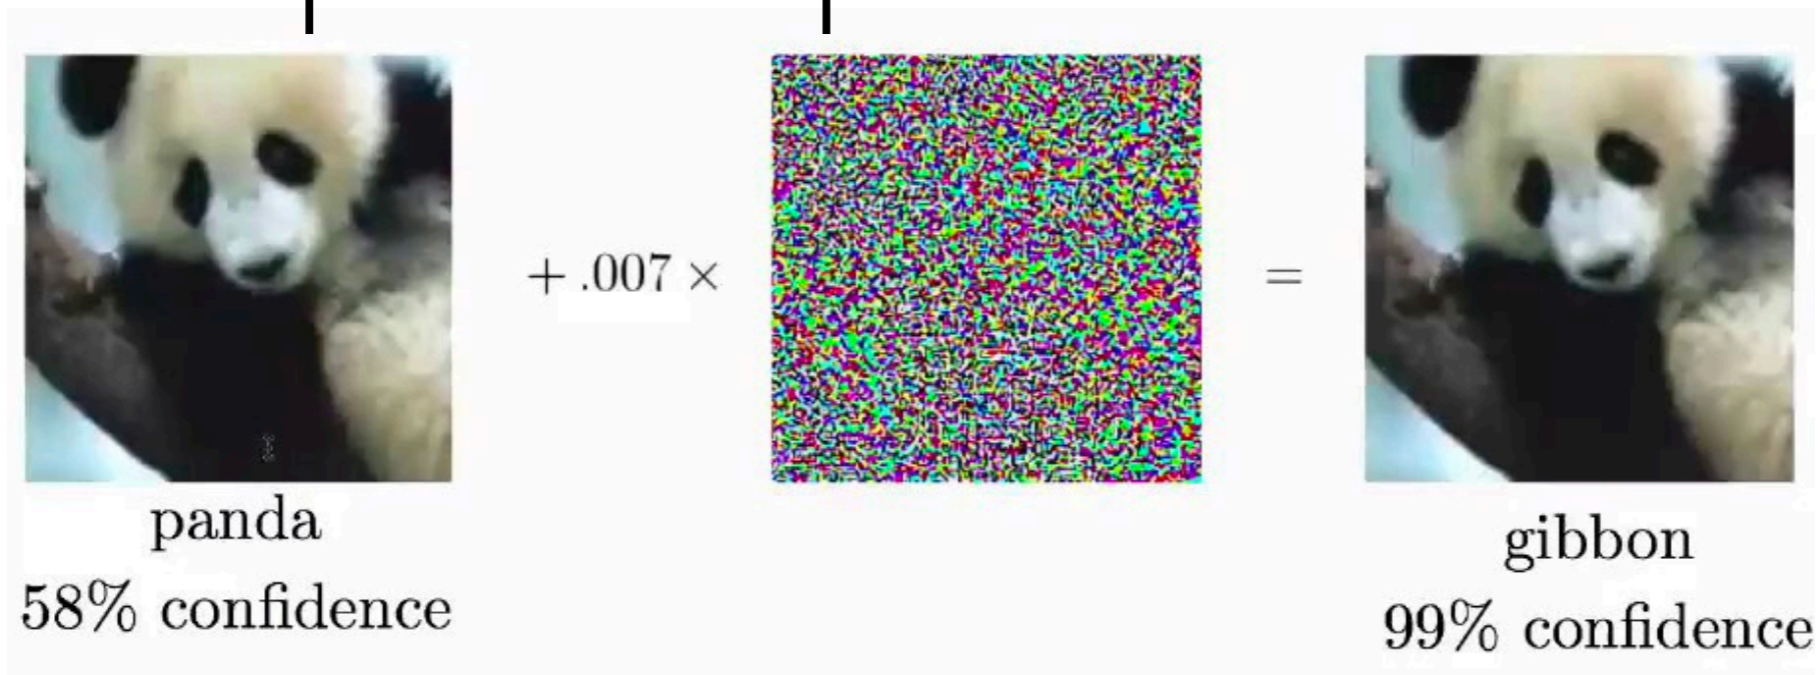 + .007 ×
=
panda
58% confidence
gibbon
99% confidence